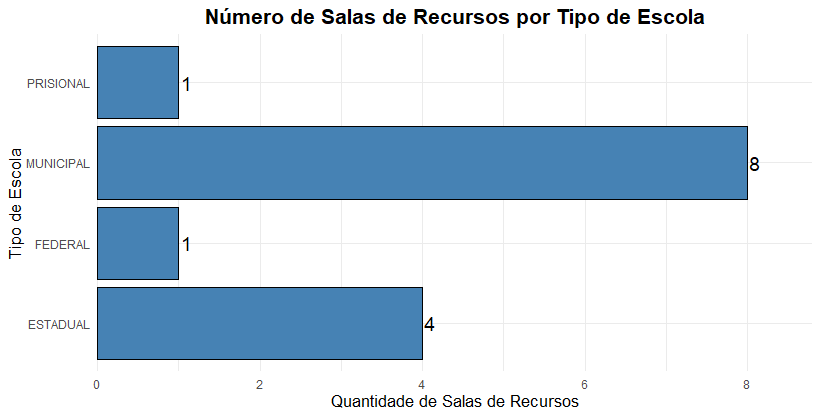 Número de Salas de Recursos por Tipo de Escola
Tipo de Escola
PRISIONAL
1
MUNICIPAL
8
FEDERAL
1
ESTADUAL
4
0 2 4 6 8
Quantidade de Salas de Recursos